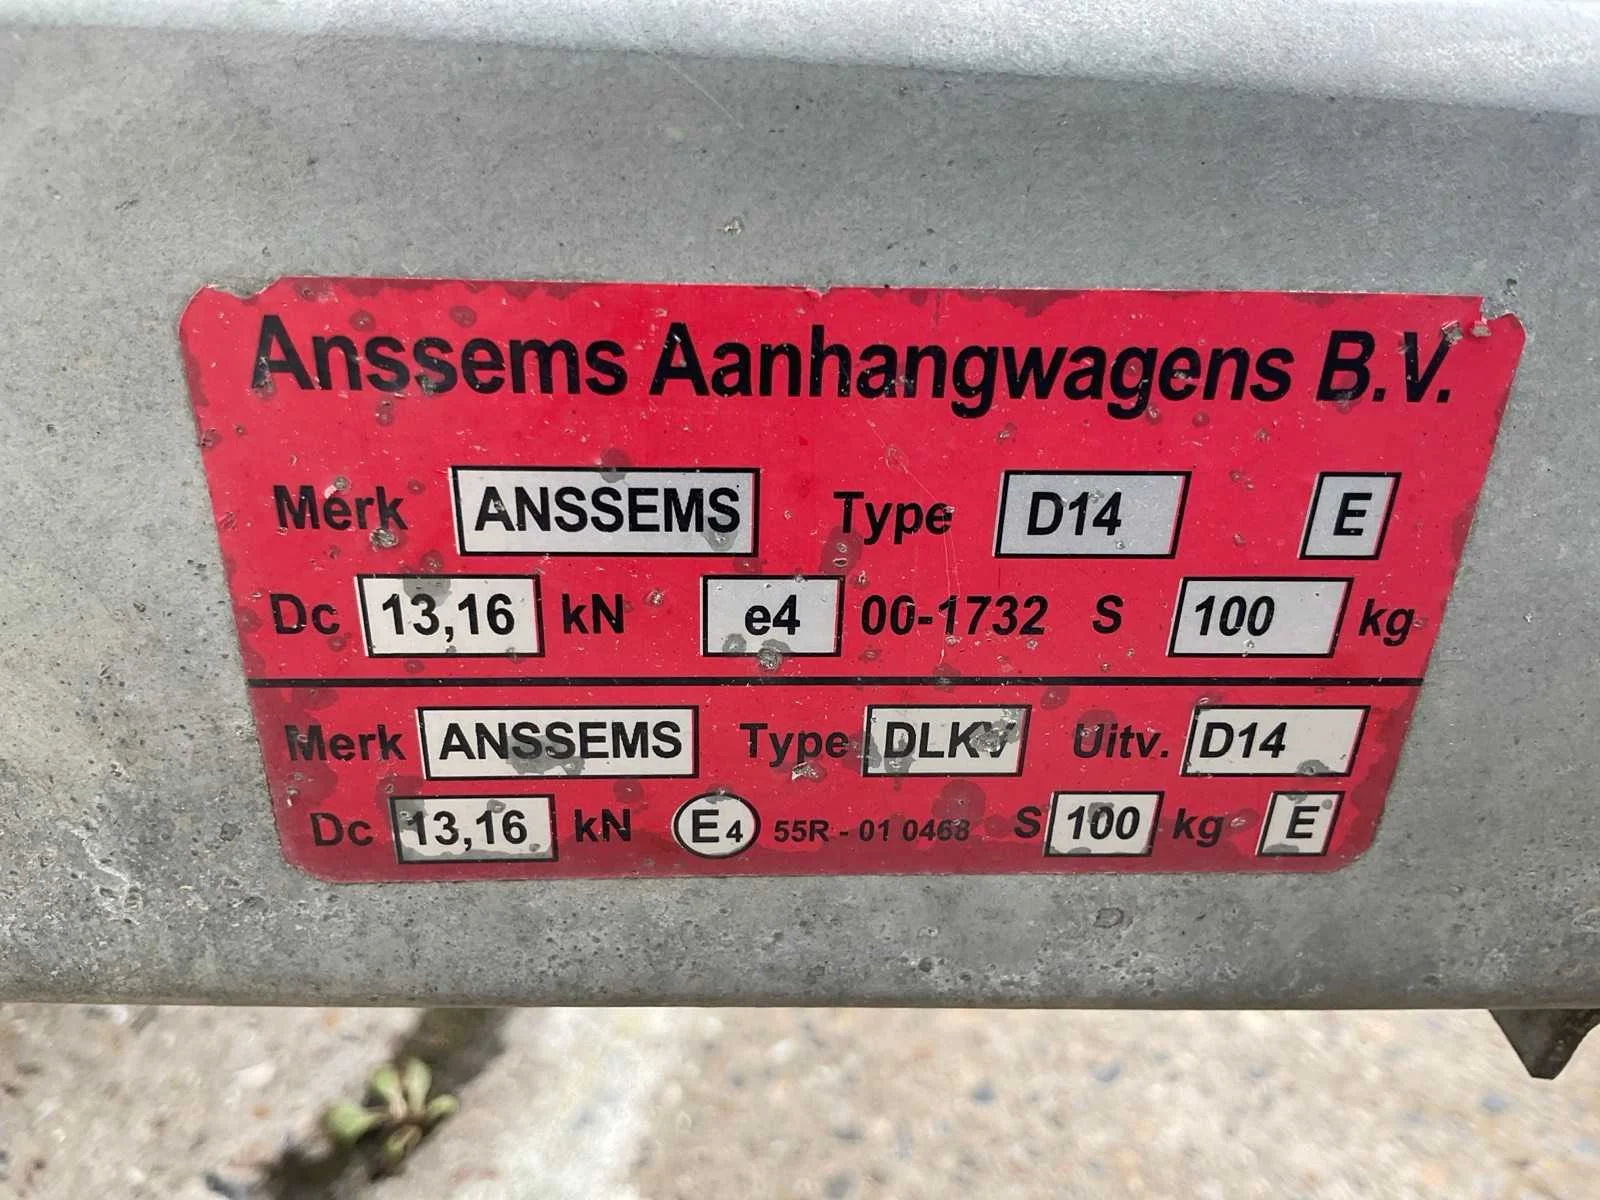 Anssems Aanhangwagens B.V.
Merk ANSSEMS Type D14 E
Dc 13,16 kN e4 00-1732 S 100 kg
Merk ANSSEMS Type DLKV Uitv. D14
Dc 13,16 kN E4 55R - 01 0468 S 100 kg E